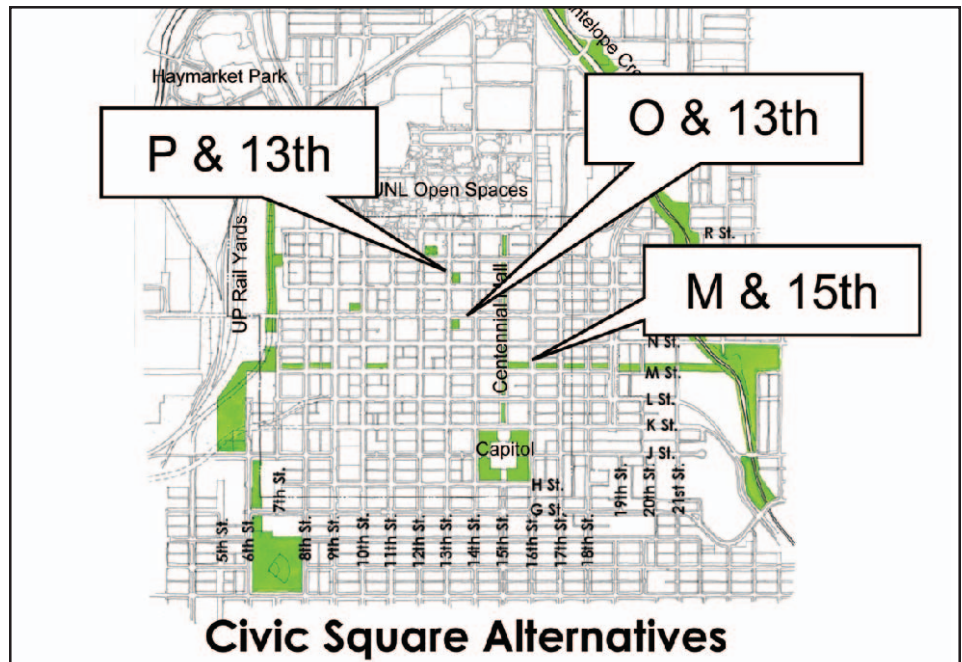 Antelope Cre
Haymarket Park
O & 13th
P & 13th
UNL Open Spaces
R St.
UP Rail Yards
Centennial Mall
M & 15th
N St.
M St.
L St.
K St.
Capitol
J St.
H St.
G St.
5th St.
6th St.
7th St.
8th St.
9th St.
10th St.
11th St.
12th St.
13th St.
14th St.
15th St.
16th St.
17th St.
18th St.
19th St.
20th St.
21st St.
Civic Square Alternatives